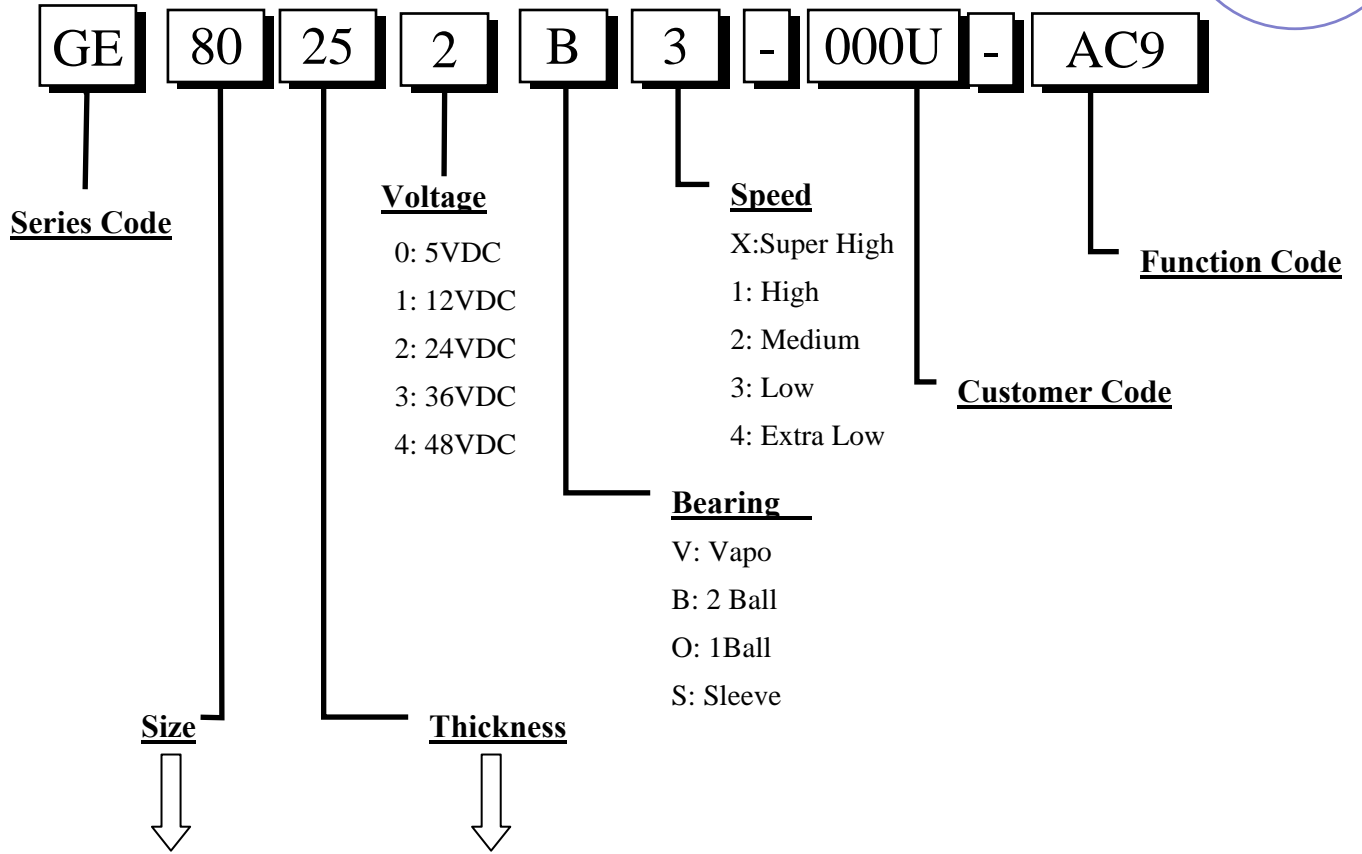 GE 80 25 2 B 3 - 000U - AC9
Series Code
Voltage
0: 5VDC
1: 12VDC
2: 24VDC
3: 36VDC
4: 48VDC
Speed
X:Super High
1: High
2: Medium
3: Low
4: Extra Low
Function Code
Customer Code
Bearing
V: Vapo
B: 2 Ball
O: 1Ball
S: Sleeve
Size
Thickness